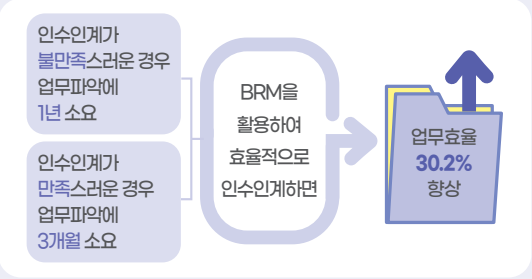 인수인계가
불만족스러운 경우
업무파악에
1년 소요
인수인계가
만족스러운 경우
업무파악에
3개월 소요
BRM을
활용하여
효율적으로
인수인계하면
업무효율
30.2%
향상